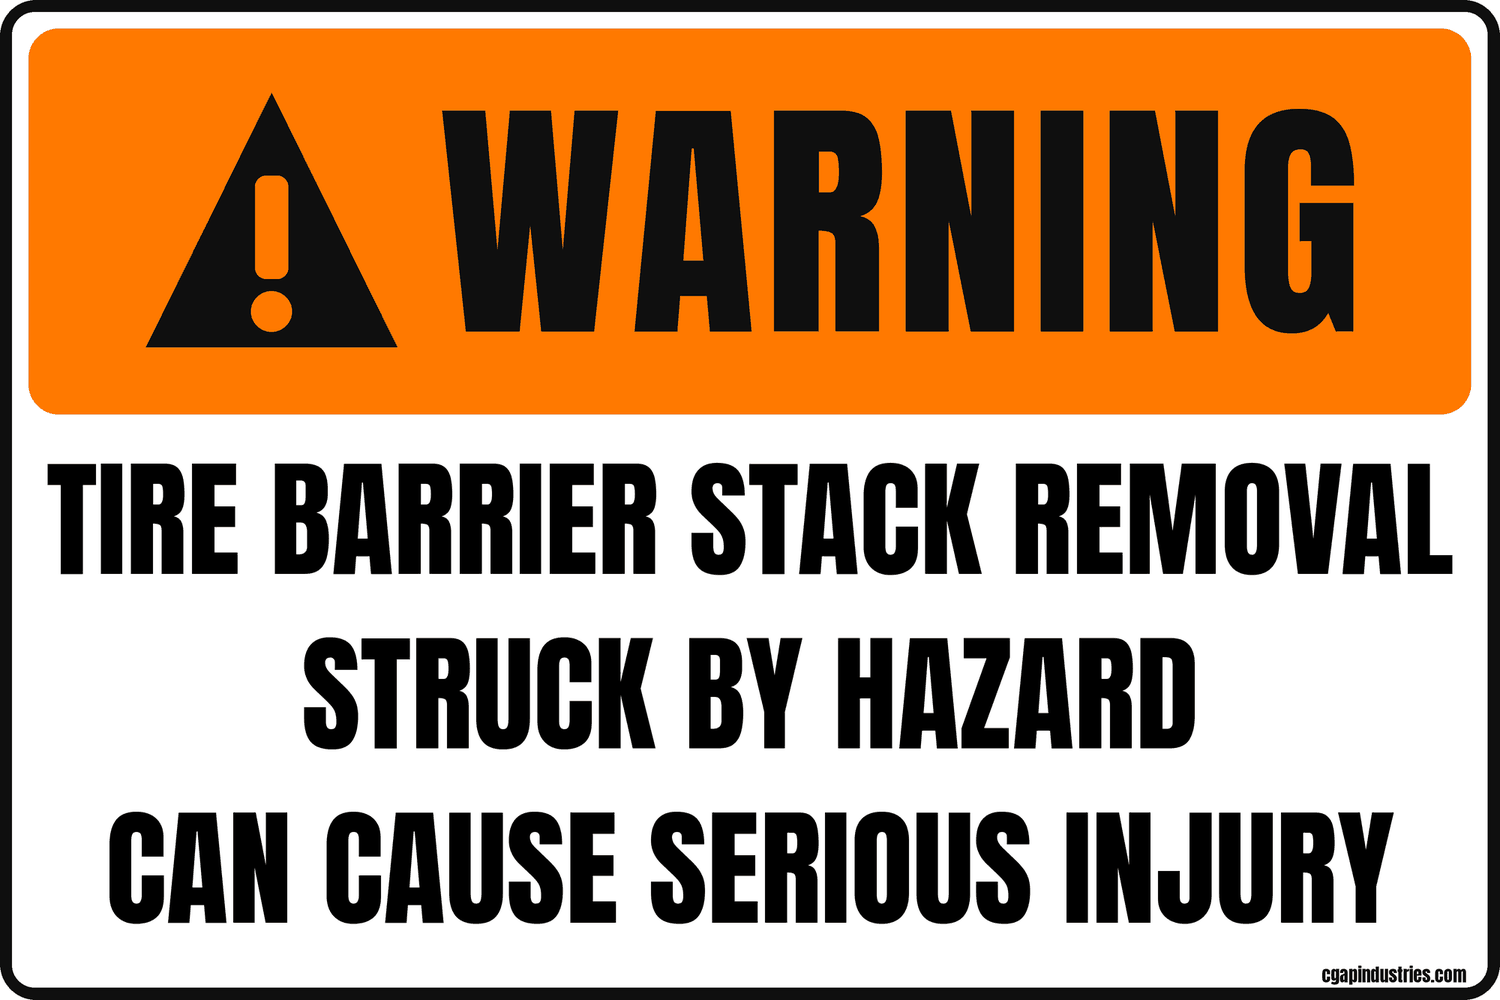 WARNING
TIRE BARRIER STACK REMOVAL
STRUCK BY HAZARD
CAN CAUSE SERIOUS INJURY
cgapindustries.com